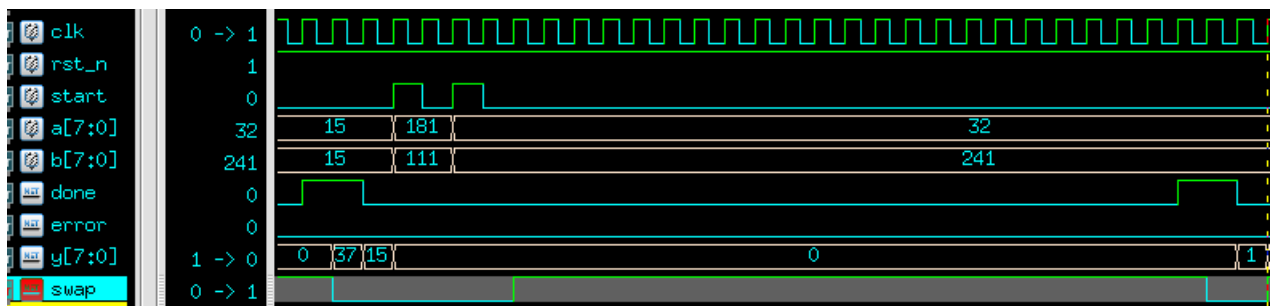 clk 0 -> 1
rst_n 1
start 0
a[7:0] 32 15 181 32
b[7:0] 241 15 111 241
done 0
error 0
y[7:0] 1 -> 0 0 37 15 0 1
swap 0 -> 1